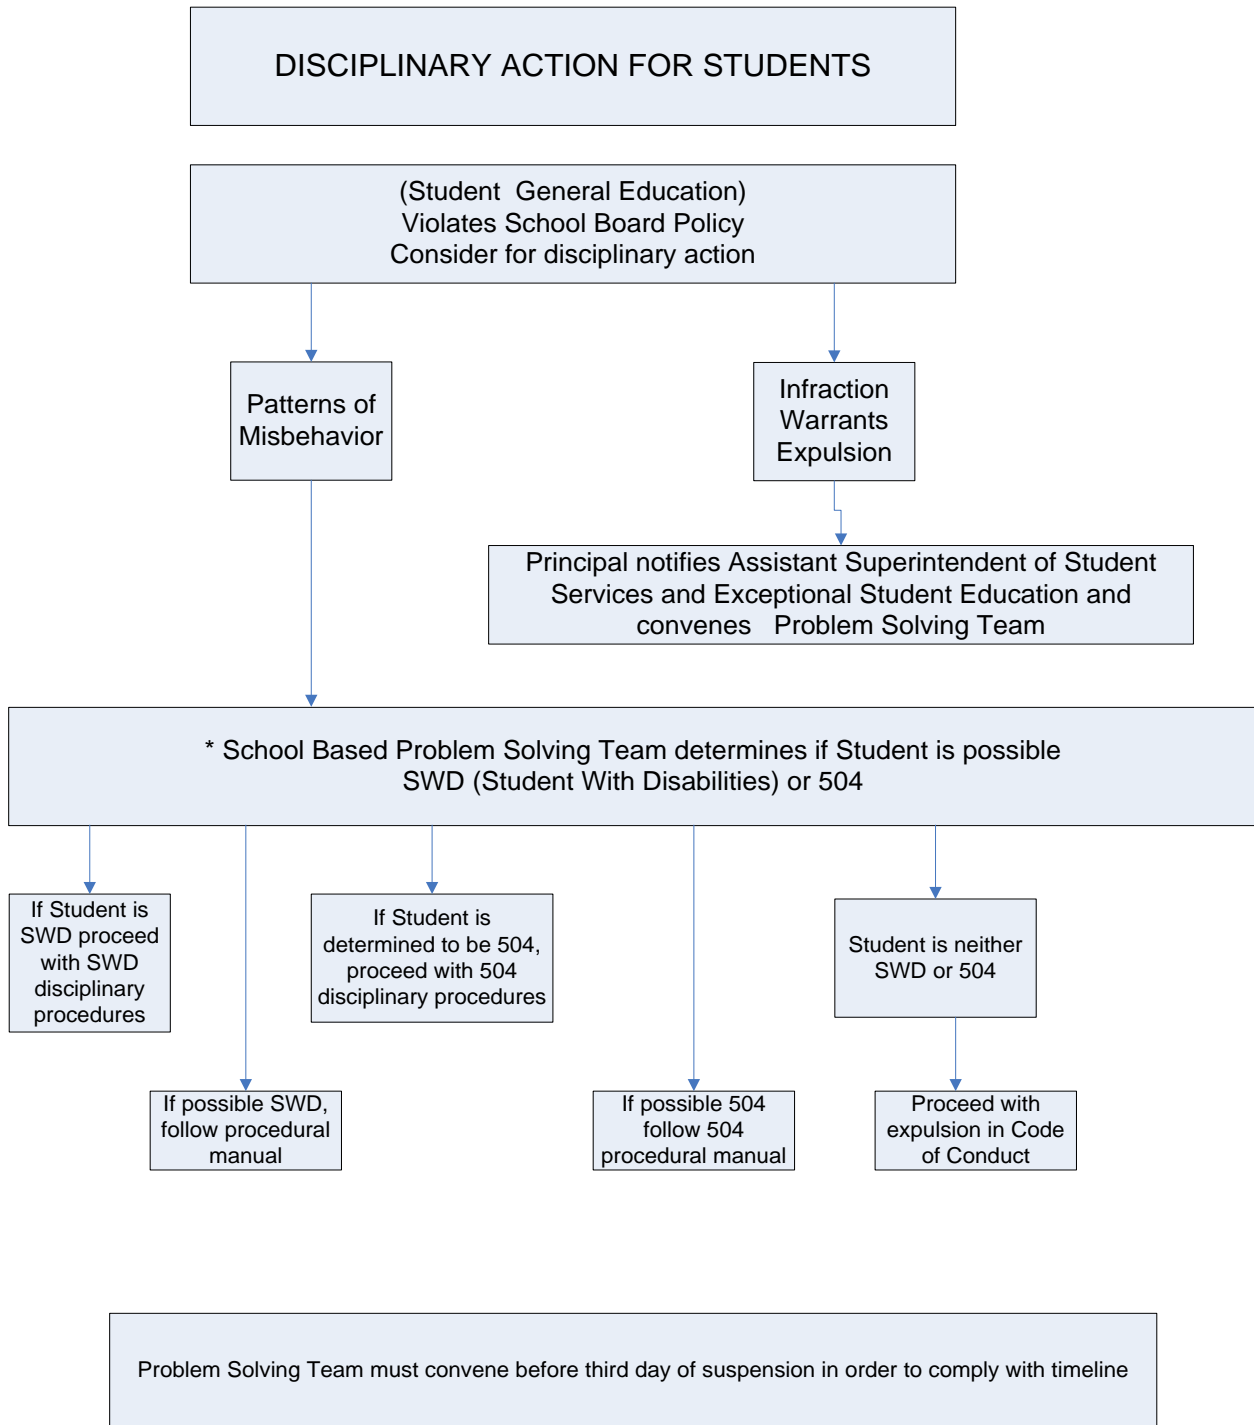 DISCIPLINARY ACTION FOR STUDENTS
(Student  General Education)
Violates School Board Policy
Consider for disciplinary action
Patterns of
Misbehavior
Infraction
Warrants
Expulsion
Principal notifies Assistant Superintendent of Student
Services and Exceptional Student Education and
convenes   Problem Solving Team
* School Based Problem Solving Team determines if Student is possible
SWD (Student With Disabilities) or 504
If Student is
SWD proceed
with SWD
disciplinary
procedures
If Student is
determined to be 504,
proceed with 504
disciplinary procedures
Student is neither
SWD or 504
If possible SWD,
follow procedural
manual
If possible 504
follow 504
procedural manual
Proceed with
expulsion in Code
of Conduct
Problem Solving Team must convene before third day of suspension in order to comply with timeline